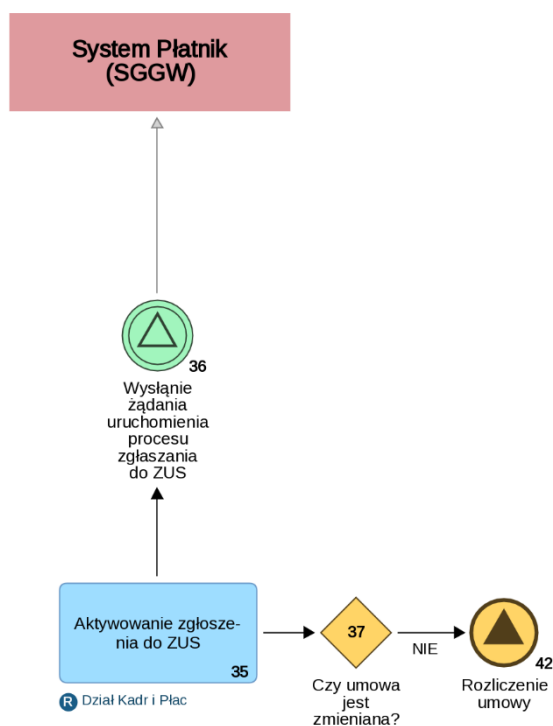 System Płatnik
(SGGW)
36
Wysłąnie
żądania
uruchomienia
procesu
zgłaszania
do ZUS
Aktywowanie zgłosze-
nia do ZUS
35
R Dział Kadr i Płac
37
Czy umowa
jest
zmieniana?
NIE
42
Rozliczenie
umowy